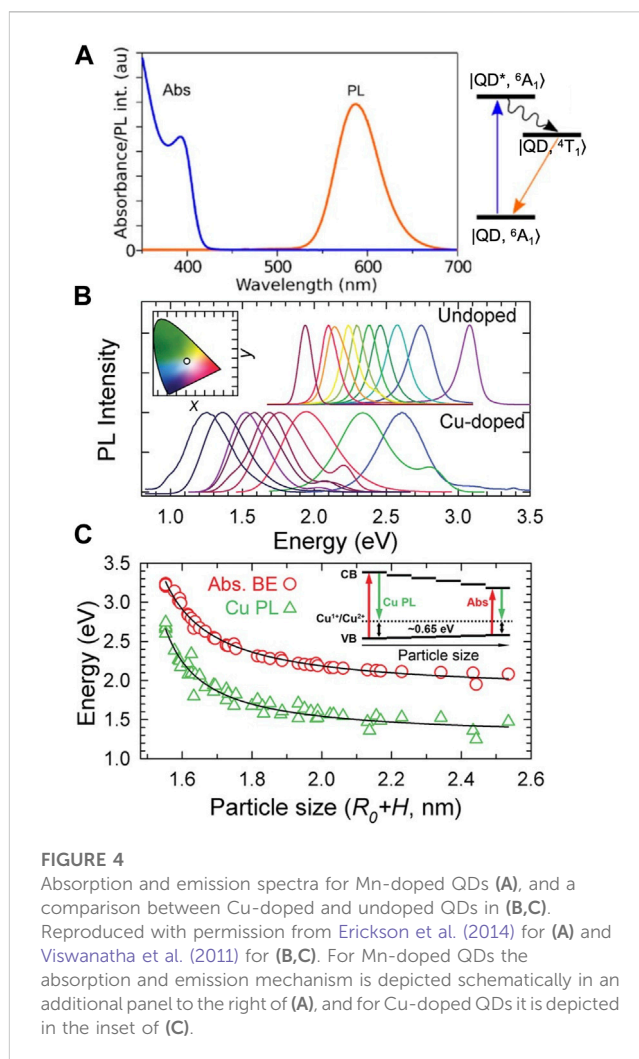 A
Abs
PL
Absorbance/PL int. (au)
0
400
500
600
700
Wavelength (nm)
|QD*, ⁶A₁⟩
|QD, ⁴T₁⟩
|QD, ⁶A₁⟩
B
Undoped
y
x
Cu-doped
PL Intensity
1.0 1.5 2.0 2.5 3.0 3.5
Energy (eV)
C
3.5
3.0
2.5
2.0
1.5
1.0
Energy (eV)
Abs. BE
Cu PL
CB
Cu PL
Abs
Cu¹⁺/Cu²⁺
~0.65 eV
VB
Particle size
1.6 1.8 2.0 2.2 2.4 2.6
Particle size (R₀+H, nm)
FIGURE 4
Absorption and emission spectra for Mn-doped QDs (A), and a
comparison between Cu-doped and undoped QDs in (B,C).
Reproduced with permission from Erickson et al. (2014) for (A) and
Viswanatha et al. (2011) for (B,C). For Mn-doped QDs the
absorption and emission mechanism is depicted schematically in an
additional panel to the right of (A), and for Cu-doped QDs it is depicted
in the inset of (C).